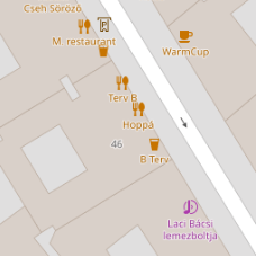 Cseh Söröző
M. restaurant
WarmCup
Terv B
Hoppá
46
B Terv
Laci Bácsi
lemezboltja